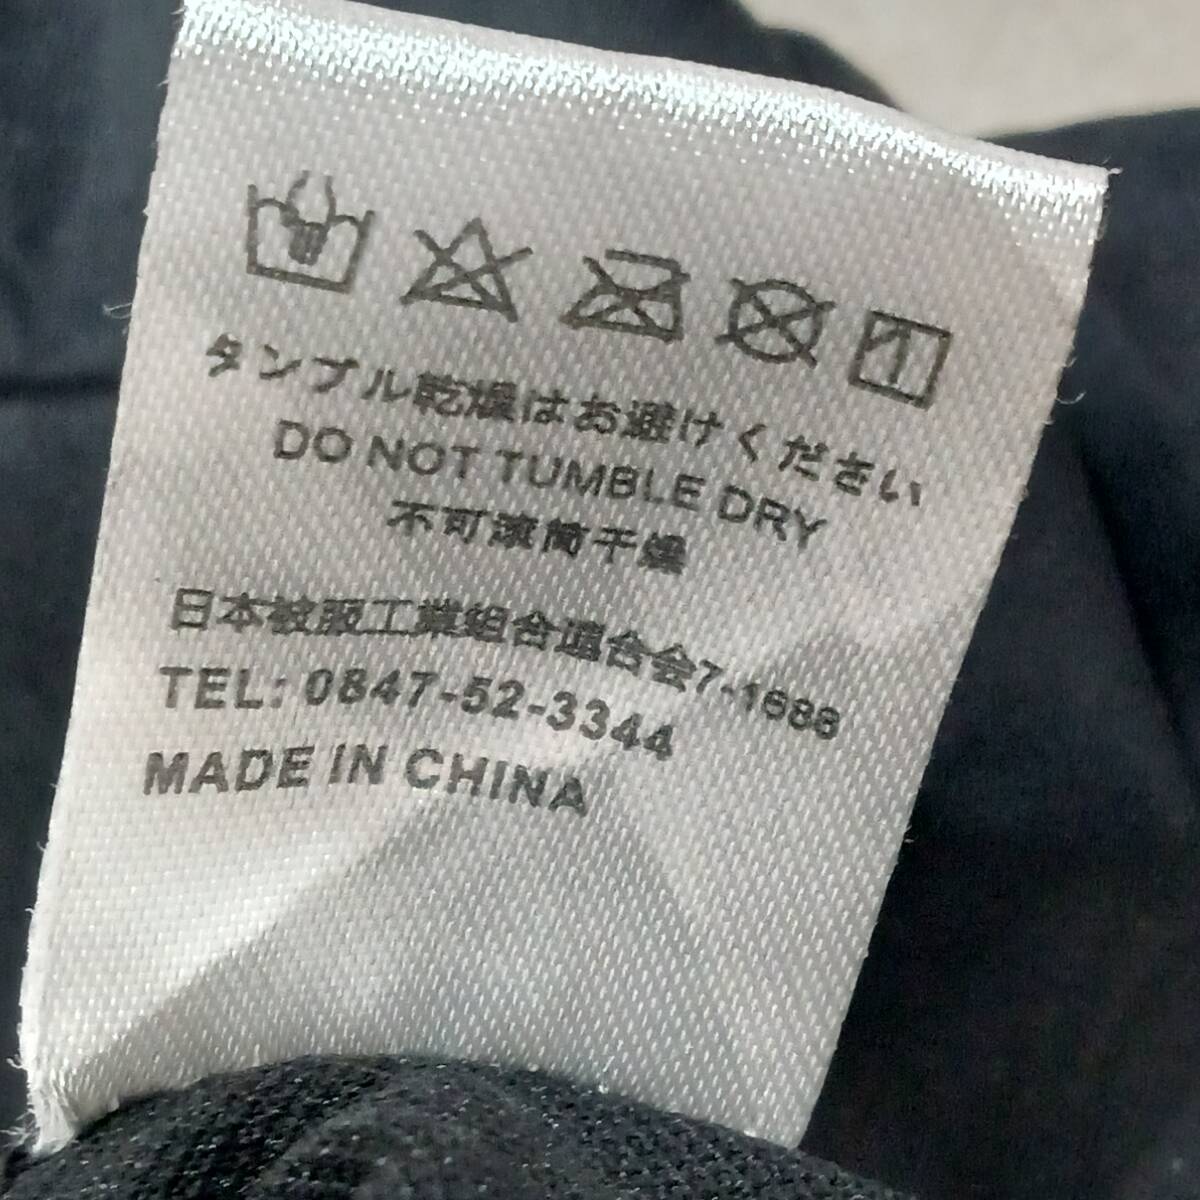 タンブル乾燥はお避けください
DO NOT TUMBLE DRY
不可滚筒干燥
日本被服工業組合連合会7-1688
TEL: 0847-52-3344
MADE IN CHINA